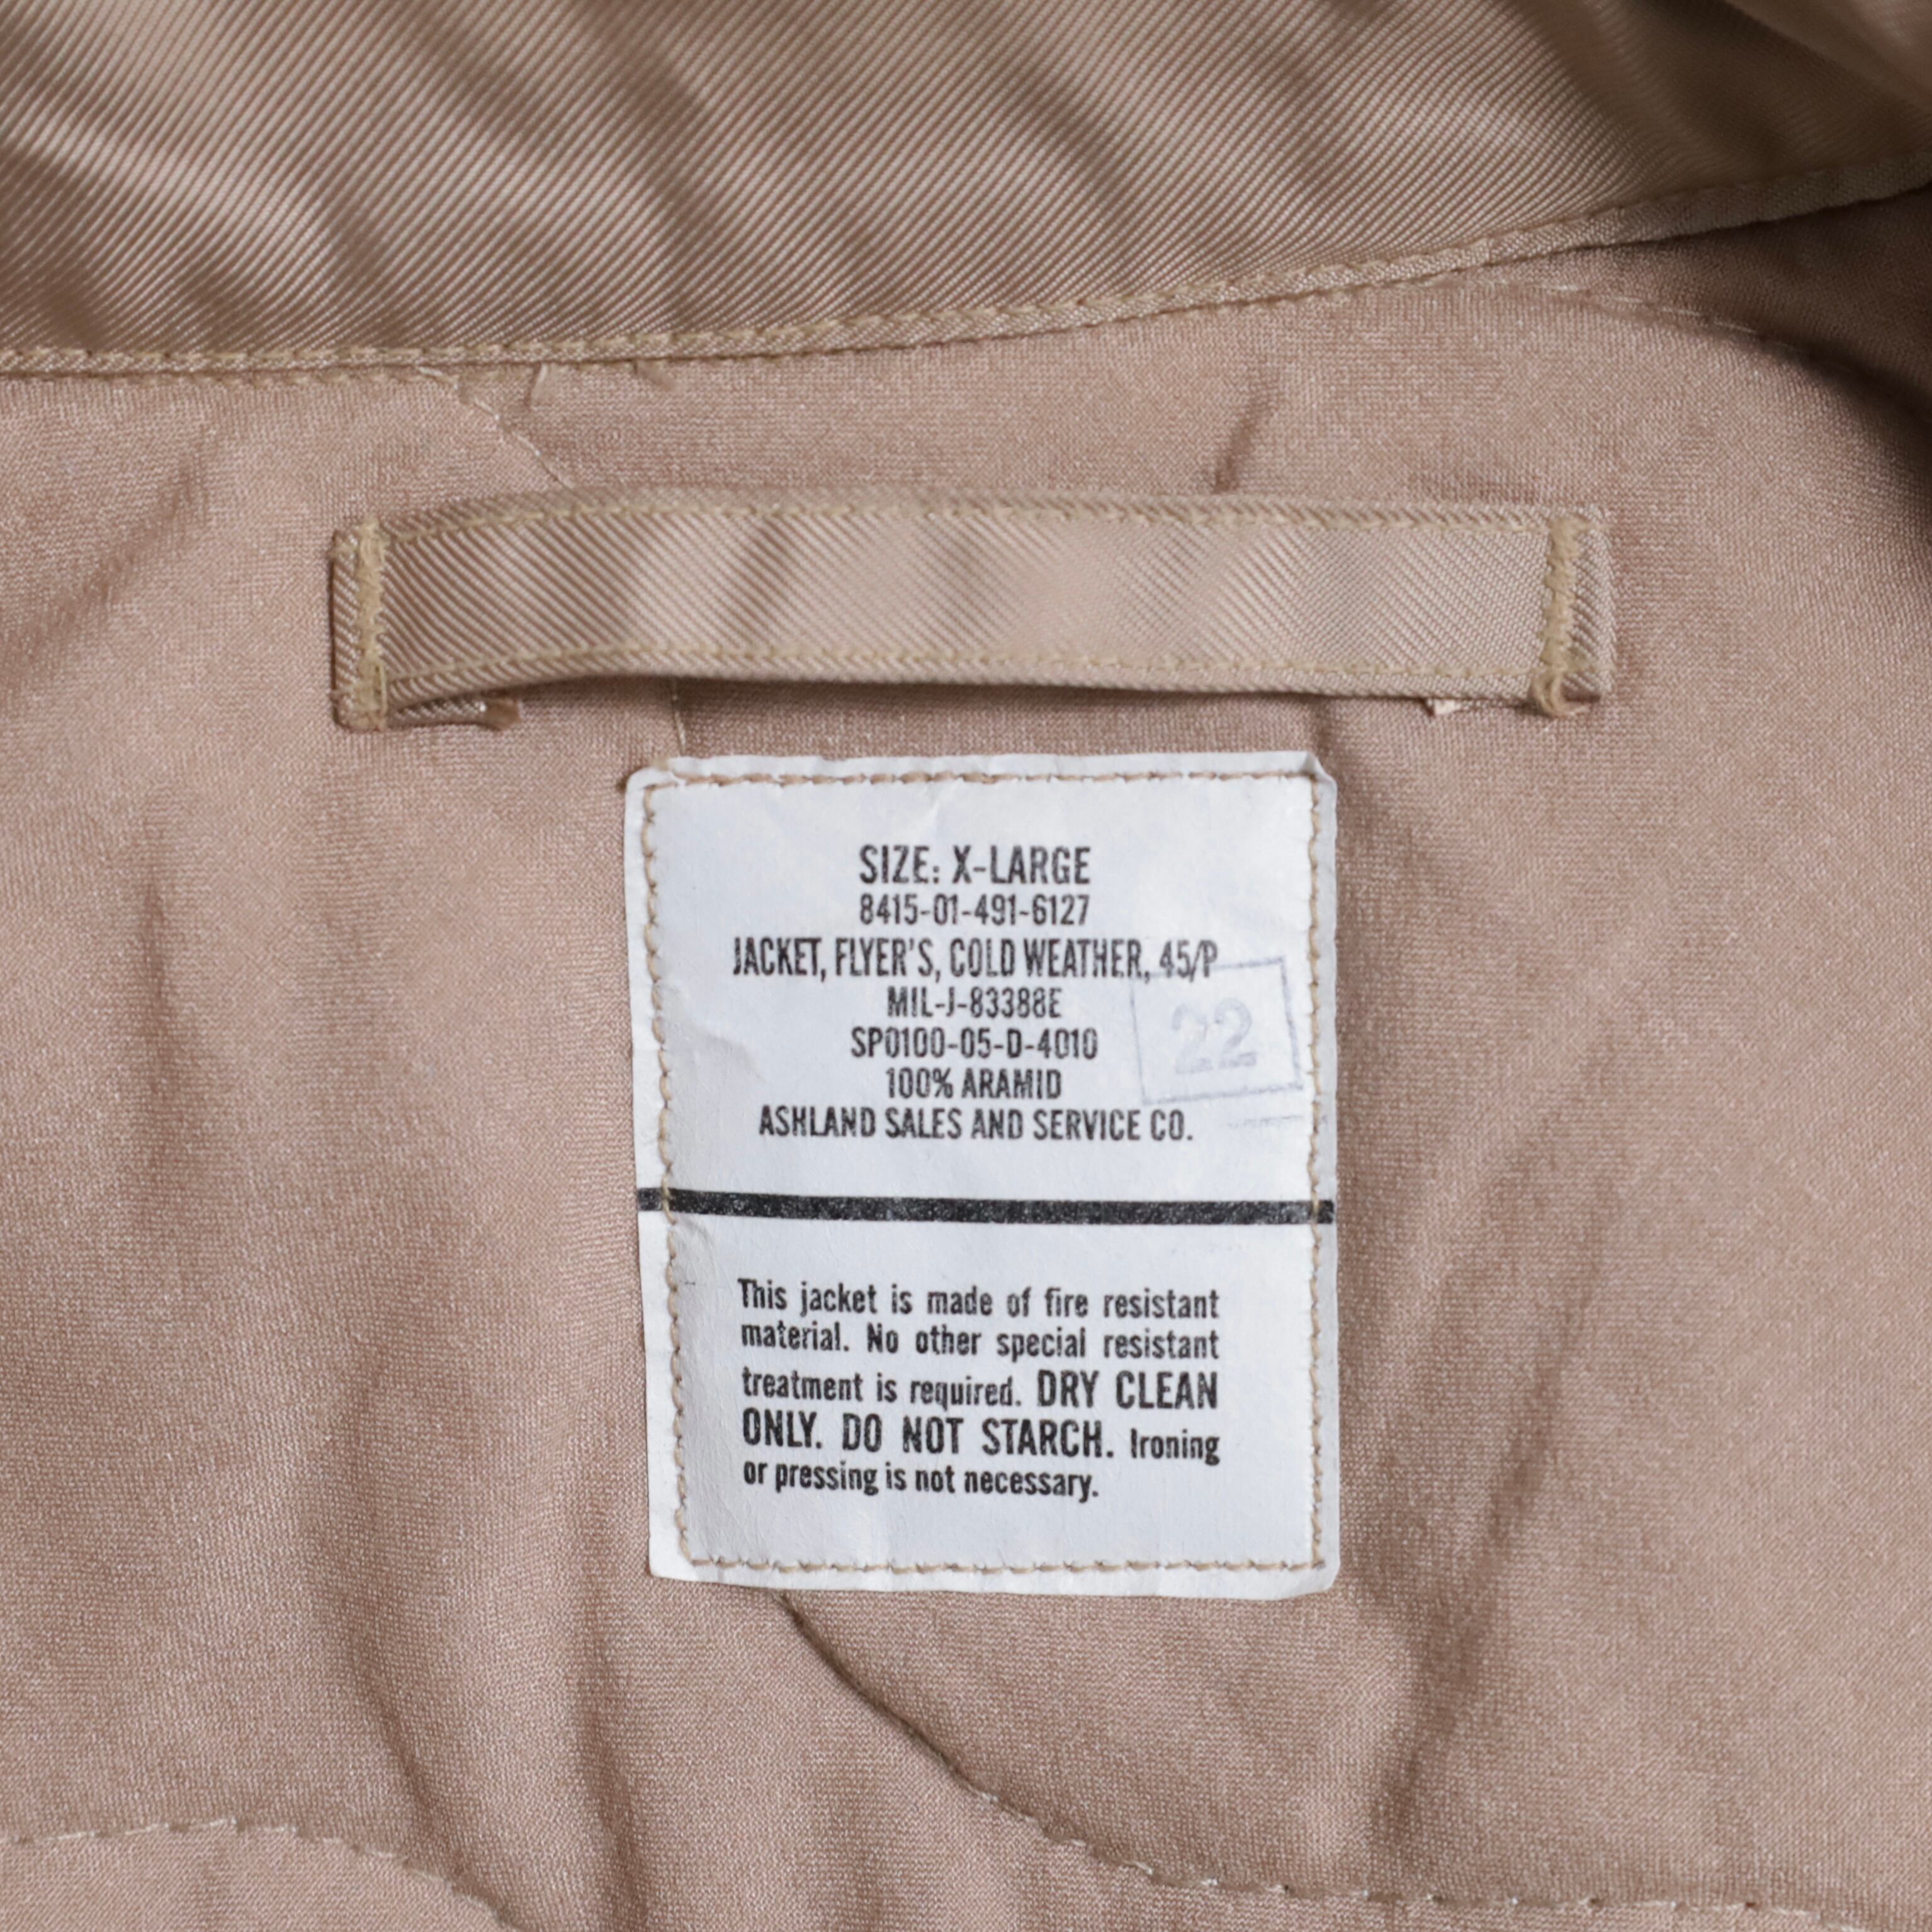 SIZE: X-LARGE
8415-01-491-6127
JACKET, FLYER'S, COLD WEATHER, 45/P
MIL-J-83388E
22
SP0100-05-D-4010
100% ARAMID
ASHLAND SALES AND SERVICE CO.
This jacket is made of fire resistant
material. No other special resistant
treatment is required. DRY CLEAN
ONLY. DO NOT STARCH. Ironing
or pressing is not necessary.